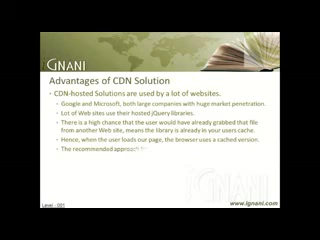 IGNANI
Advantages of CDN Solution
• CDN-hosted Solutions are used by a lot of websites.
• Google and Microsoft, both large companies with huge market penetration.
• Lot of Web sites use their hosted jQuery libraries.
• There is a high chance that the user would have already grabbed that file
from another Web site, means the library is already in your users cache.
• Hence, when the user loads our page, the browser uses a cached version.
• The recommended approach
IGNANI
Level - 001
www.ignani.com